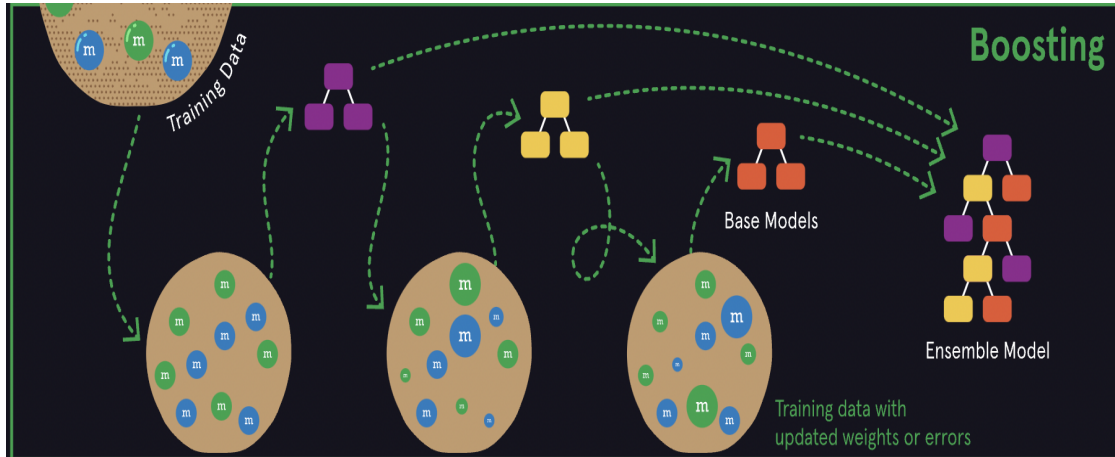 Boosting
m m m
Training Data
Base Models
m m m m m m m m m m m
m m m m m m m m m m m
m m m m m m m m m m m
Ensemble Model
Training data with
updated weights or errors